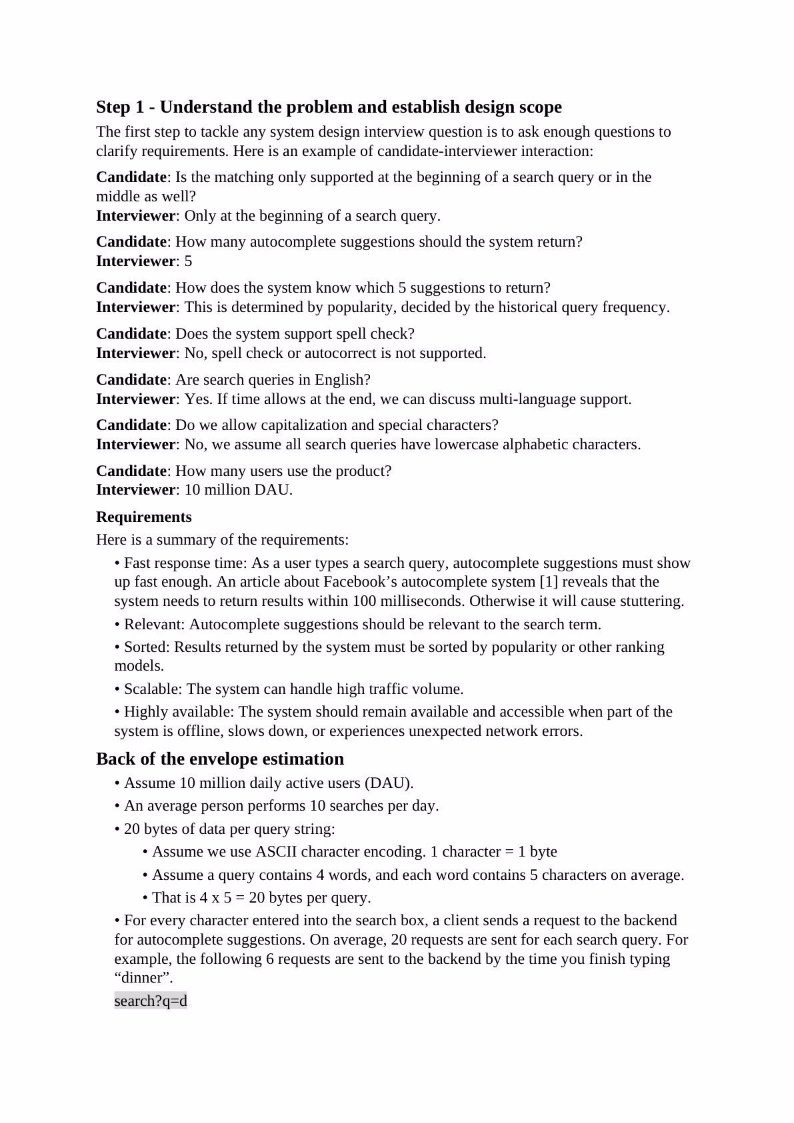 Step 1 - Understand the problem and establish design scope
The first step to tackle any system design interview question is to ask enough questions to
clarify requirements. Here is an example of candidate-interviewer interaction:
Candidate: Is the matching only supported at the beginning of a search query or in the
middle as well?
Interviewer: Only at the beginning of a search query.
Candidate: How many autocomplete suggestions should the system return?
Interviewer: 5
Candidate: How does the system know which 5 suggestions to return?
Interviewer: This is determined by popularity, decided by the historical query frequency.
Candidate: Does the system support spell check?
Interviewer: No, spell check or autocorrect is not supported.
Candidate: Are search queries in English?
Interviewer: Yes. If time allows at the end, we can discuss multi-language support.
Candidate: Do we allow capitalization and special characters?
Interviewer: No, we assume all search queries have lowercase alphabetic characters.
Candidate: How many users use the product?
Interviewer: 10 million DAU.
Requirements
Here is a summary of the requirements:
• Fast response time: As a user types a search query, autocomplete suggestions must show
up fast enough. An article about Facebook’s autocomplete system [1] reveals that the
system needs to return results within 100 milliseconds. Otherwise it will cause stuttering.
• Relevant: Autocomplete suggestions should be relevant to the search term.
• Sorted: Results returned by the system must be sorted by popularity or other ranking
models.
• Scalable: The system can handle high traffic volume.
• Highly available: The system should remain available and accessible when part of the
system is offline, slows down, or experiences unexpected network errors.
Back of the envelope estimation
• Assume 10 million daily active users (DAU).
• An average person performs 10 searches per day.
• 20 bytes of data per query string:
• Assume we use ASCII character encoding. 1 character = 1 byte
• Assume a query contains 4 words, and each word contains 5 characters on average.
• That is 4 x 5 = 20 bytes per query.
• For every character entered into the search box, a client sends a request to the backend
for autocomplete suggestions. On average, 20 requests are sent for each search query. For
example, the following 6 requests are sent to the backend by the time you finish typing
“dinner”.
search?q=d